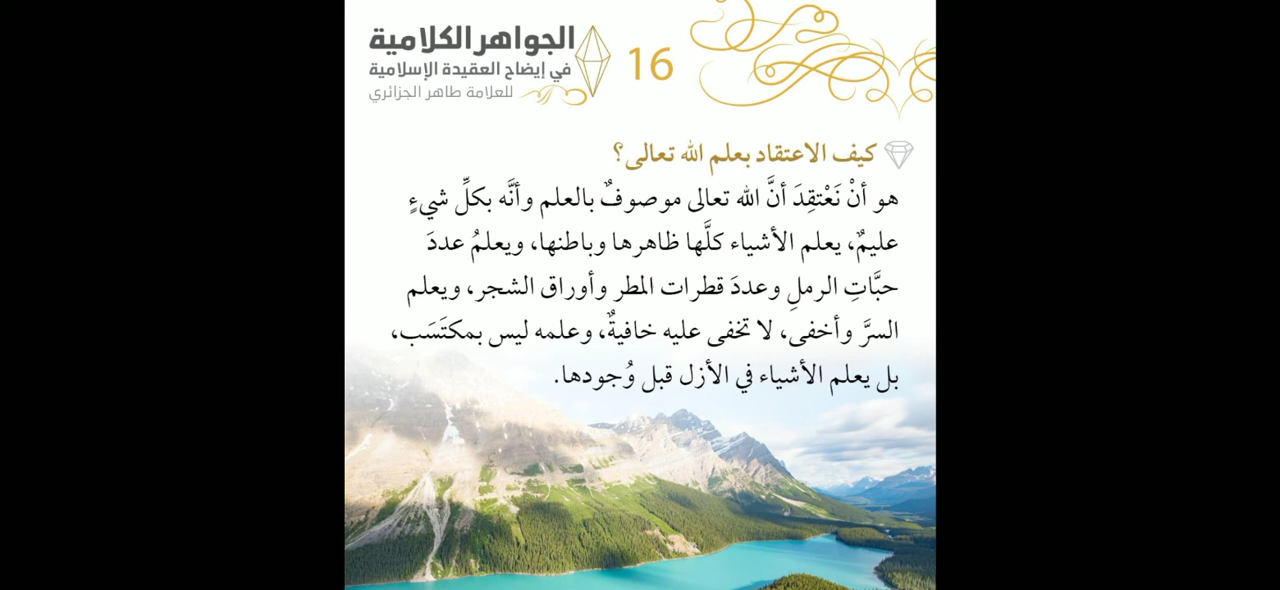 الجواهر الكلامية
في إيضاح العقيدة الإسلامية
للعلامة طاهر الجزائري
16
كيف الاعتقاد بعلم الله تعالى؟
هو أنْ نَعْتقِدَ أنَّ الله تعالى موصوفٌ بالعلم وأنَّه بكلِّ شيءٍ
عليمٌ، يعلم الأشياء كلَّها ظاهرها وباطنها، ويعلمُ عددَ
حبَّاتِ الرملِ وعددَ قطرات المطر وأوراق الشجر، ويعلم
السرَّ وأخفى، لا تخفى عليه خافيةٌ، وعلمه ليس بمكتَسَب،
بل يعلم الأشياء في الأزل قبل وُجودها.